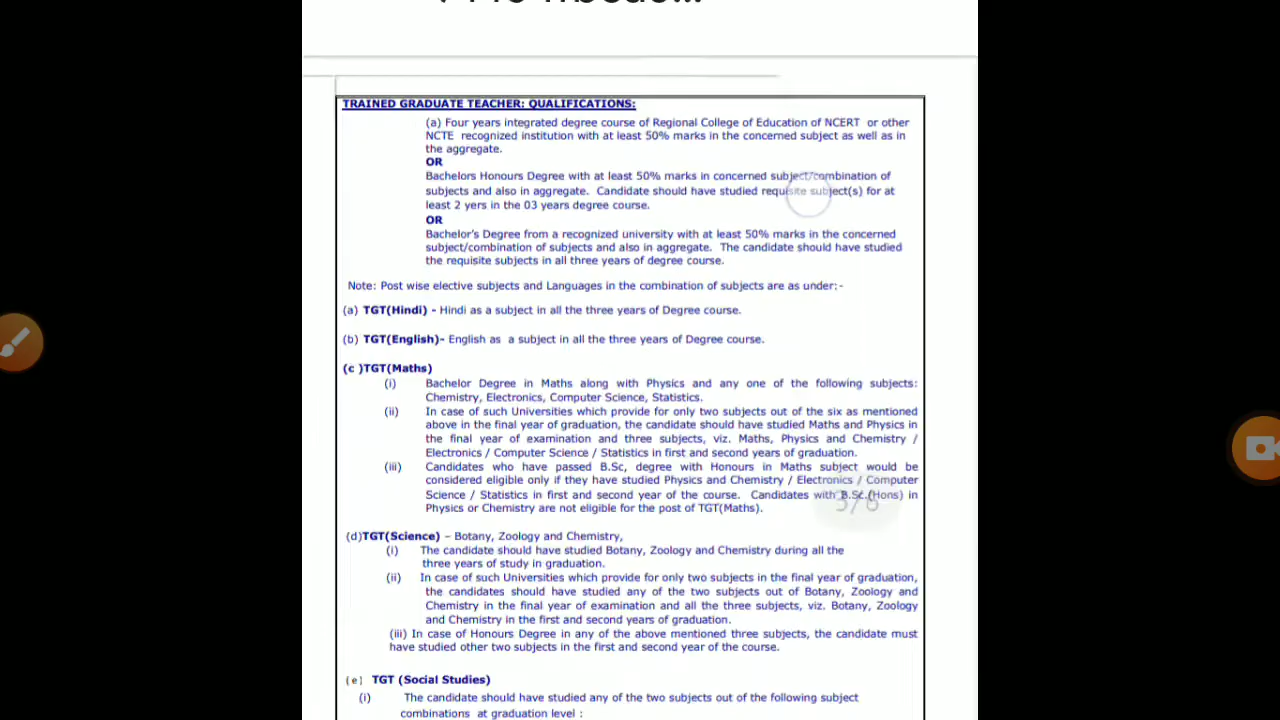 TRAINED GRADUATE TEACHER: QUALIFICATIONS:
(a) Four years integrated degree course of Regional College of Education of NCERT or other
NCTE recognized institution with at least 50% marks in the concerned subject as well as in
the aggregate.
OR
Bachelors Honours Degree with at least 50% marks in concerned subject/combination of
subjects and also in aggregate. Candidate should have studied requisite subject(s) for at
least 2 yers in the 03 years degree course.
OR
Bachelor's Degree from a recognized university with at least 50% marks in the concerned
subject/combination of subjects and also in aggregate. The candidate should have studied
the requisite subjects in all three years of degree course.
Note: Post wise elective subjects and Languages in the combination of subjects are as under:-
(a) TGT(Hindi) - Hindi as a subject in all the three years of Degree course.
(b) TGT(English)- English as a subject in all the three years of Degree course.
(c )TGT(Maths)
(i) Bachelor Degree in Maths along with Physics and any one of the following subjects:
Chemistry, Electronics, Computer Science, Statistics.
(ii) In case of such Universities which provide for only two subjects out of the six as mentioned
above in the final year of graduation, the candidate should have studied Maths and Physics in
the final year of examination and three subjects, viz. Maths, Physics and Chemistry /
Electronics / Computer Science / Statistics in first and second years of graduation.
(iii) Candidates who have passed B.Sc, degree with Honours in Maths subject would be
considered eligible only if they have studied Physics and Chemistry / Electronics / Computer
Science / Statistics in first and second year of the course. Candidates with B.Sc.(Hons) in
Physics or Chemistry are not eligible for the post of TGT(Maths).
(d)TGT(Science) – Botany, Zoology and Chemistry,
(i) The candidate should have studied Botany, Zoology and Chemistry during all the
three years of study in graduation.
(ii) In case of such Universities which provide for only two subjects in the final year of graduation,
the candidates should have studied any of the two subjects out of Botany, Zoology and
Chemistry in the final year of examination and all the three subjects, viz. Botany, Zoology
and Chemistry in the first and second years of graduation.
(iii) In case of Honours Degree in any of the above mentioned three subjects, the candidate must
have studied other two subjects in the first and second year of the course.
(e) TGT (Social Studies)
(i) The candidate should have studied any of the two subjects out of the following subject
combinations at graduation level :